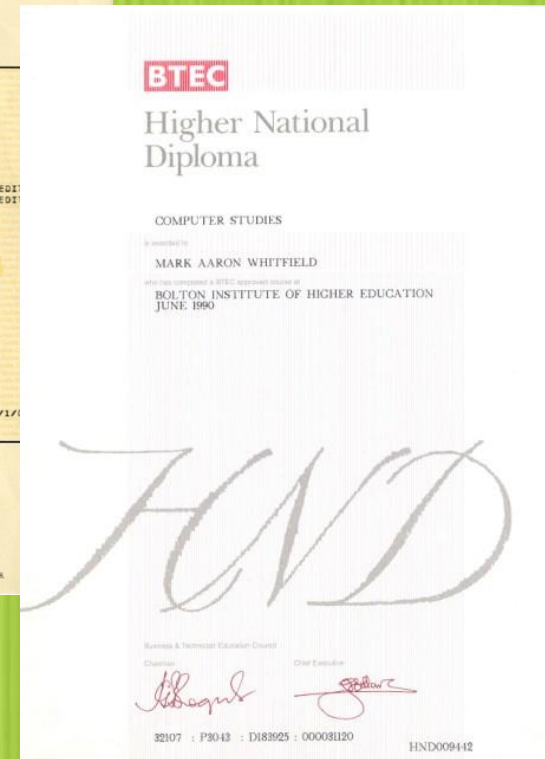 BTEC
Higher National
Diploma
COMPUTER STUDIES
is awarded to
MARK AARON WHITFIELD
who has completed a BTEC approved course at
BOLTON INSTITUTE OF HIGHER EDUCATION
JUNE 1990
HND
Business & Technician Education Council
Chairman
Chief Executive
32107 : P3043 : D183925 : 000031120
HND009442